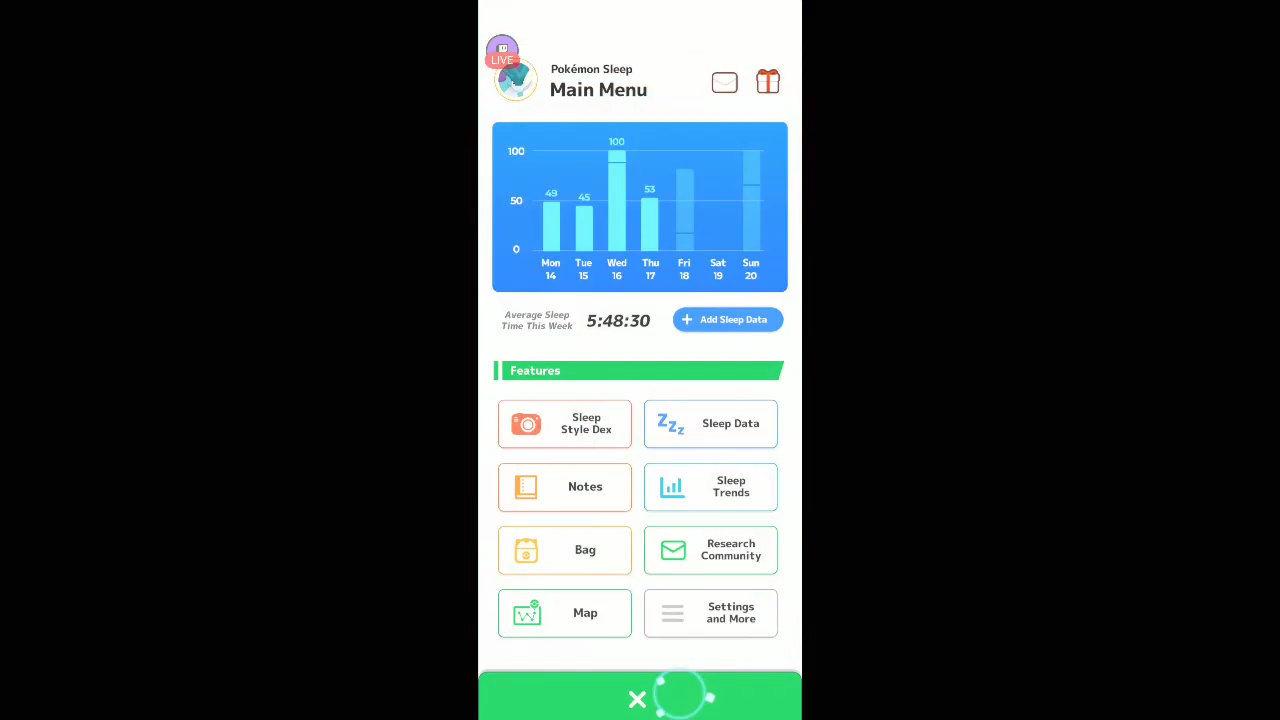 LIVE
Pokémon Sleep
Main Menu
100
100
53
49
45
50
0
Mon Tue Wed Thu Fri Sat Sun
14 15 16 17 18 19 20
Average Sleep
Time This Week
5:48:30
+ Add Sleep Data
Features
Sleep
Style Dex
Sleep Data
Notes
Sleep
Trends
Bag
Research
Community
Map
Settings
and More